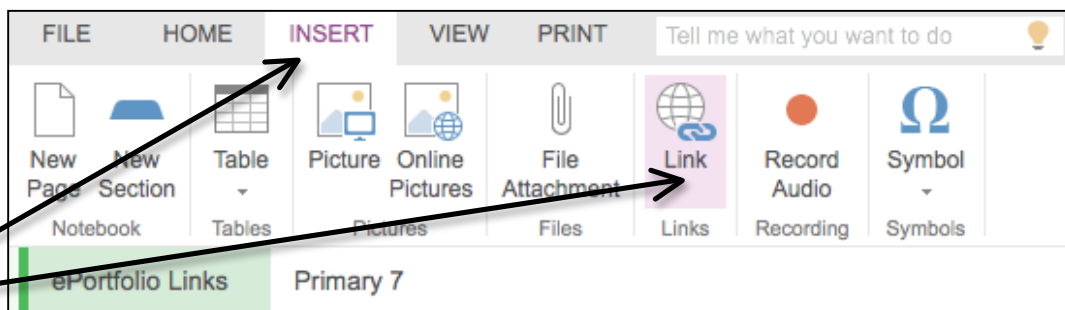 FILE HOME INSERT VIEW PRINT Tell me what you want to do
New New Table Picture Online File Link Record Symbol
Page Section Pictures Attachment Audio
Notebook Tables Pictures Files Links Recording Symbols
ePortfolio Links Primary 7